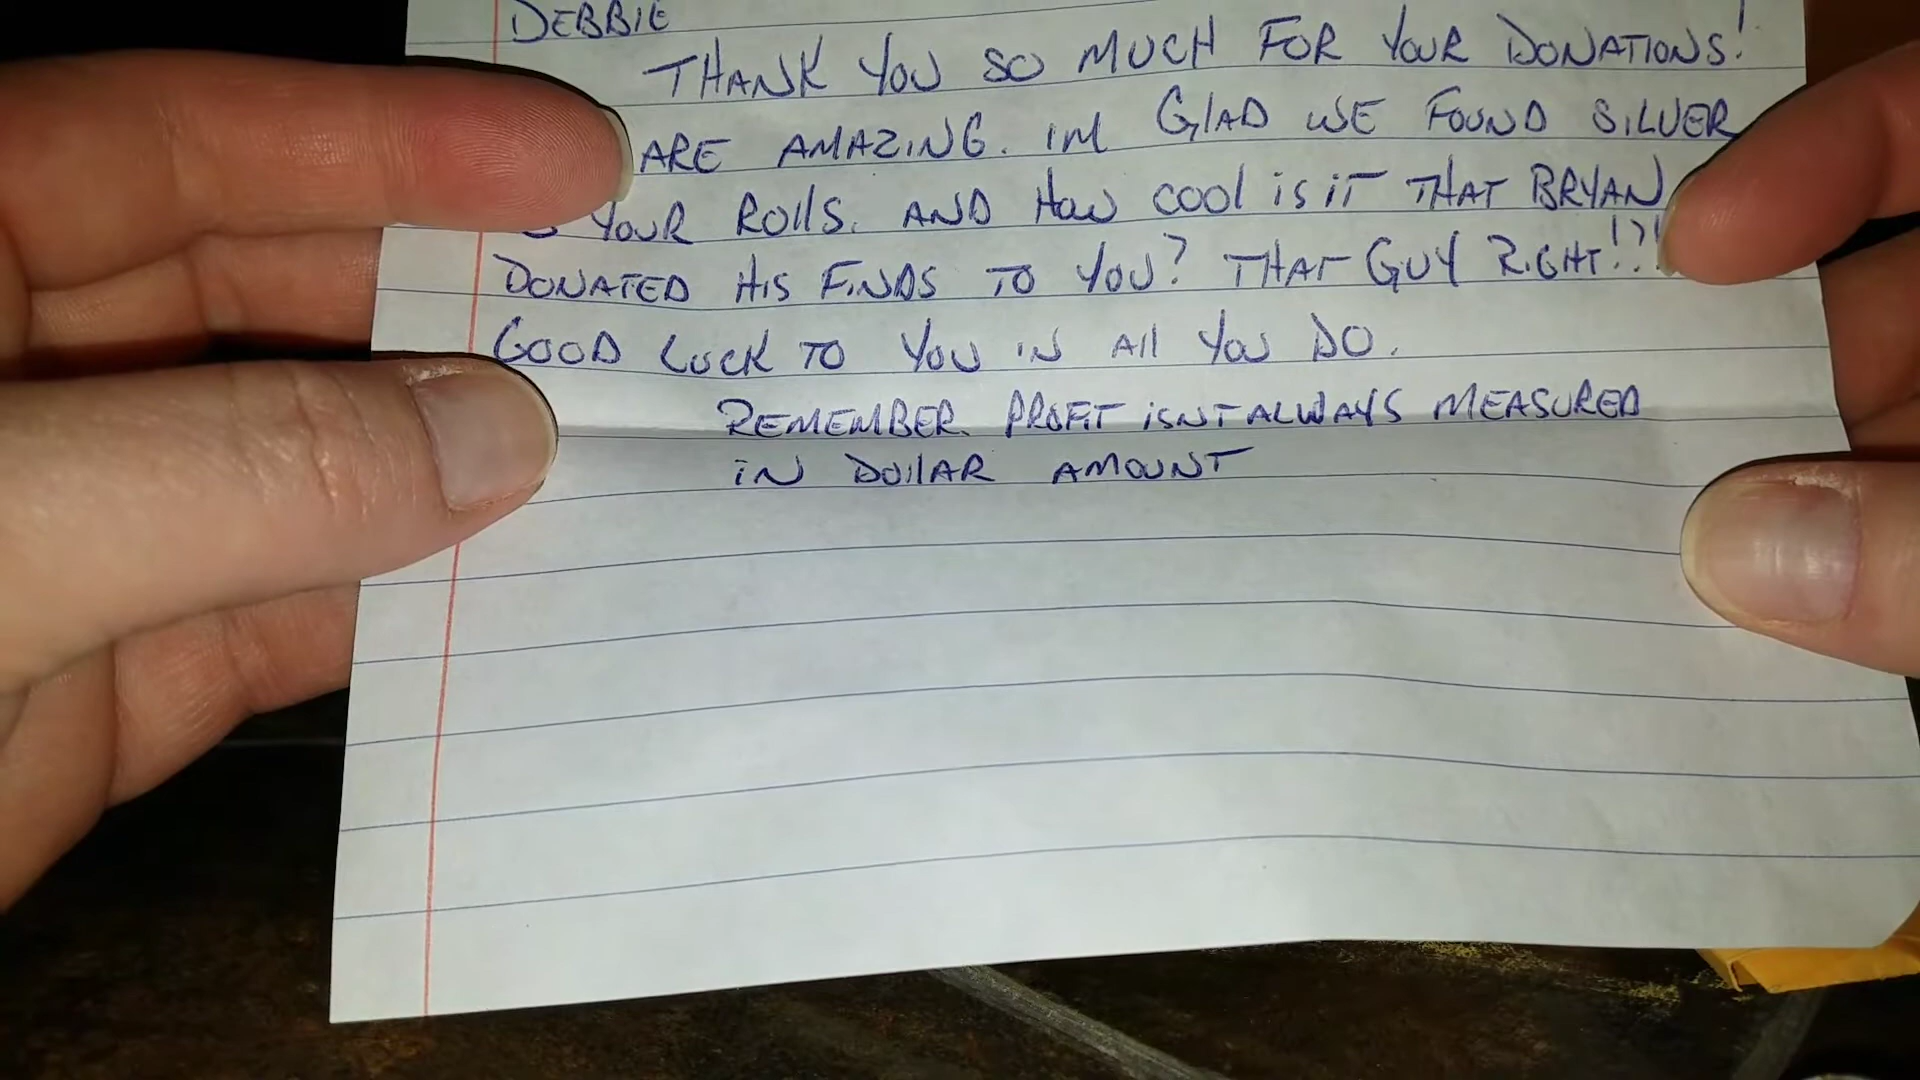 DEBBIE
THANK YOU SO MUCH FOR YOUR DONATIONS!
ARE AMAZING. IM GLAD WE FOUND SILVER
YOUR ROLLS. AND HOW COOL IS IT THAT BRYAN
DONATED HIS FINDS TO YOU? THAT GUY RIGHT!?!
GOOD LUCK TO YOU IN ALL YOU DO.
REMEMBER PROFIT ISNT ALWAYS MEASURED
IN DOLLAR AMOUNT